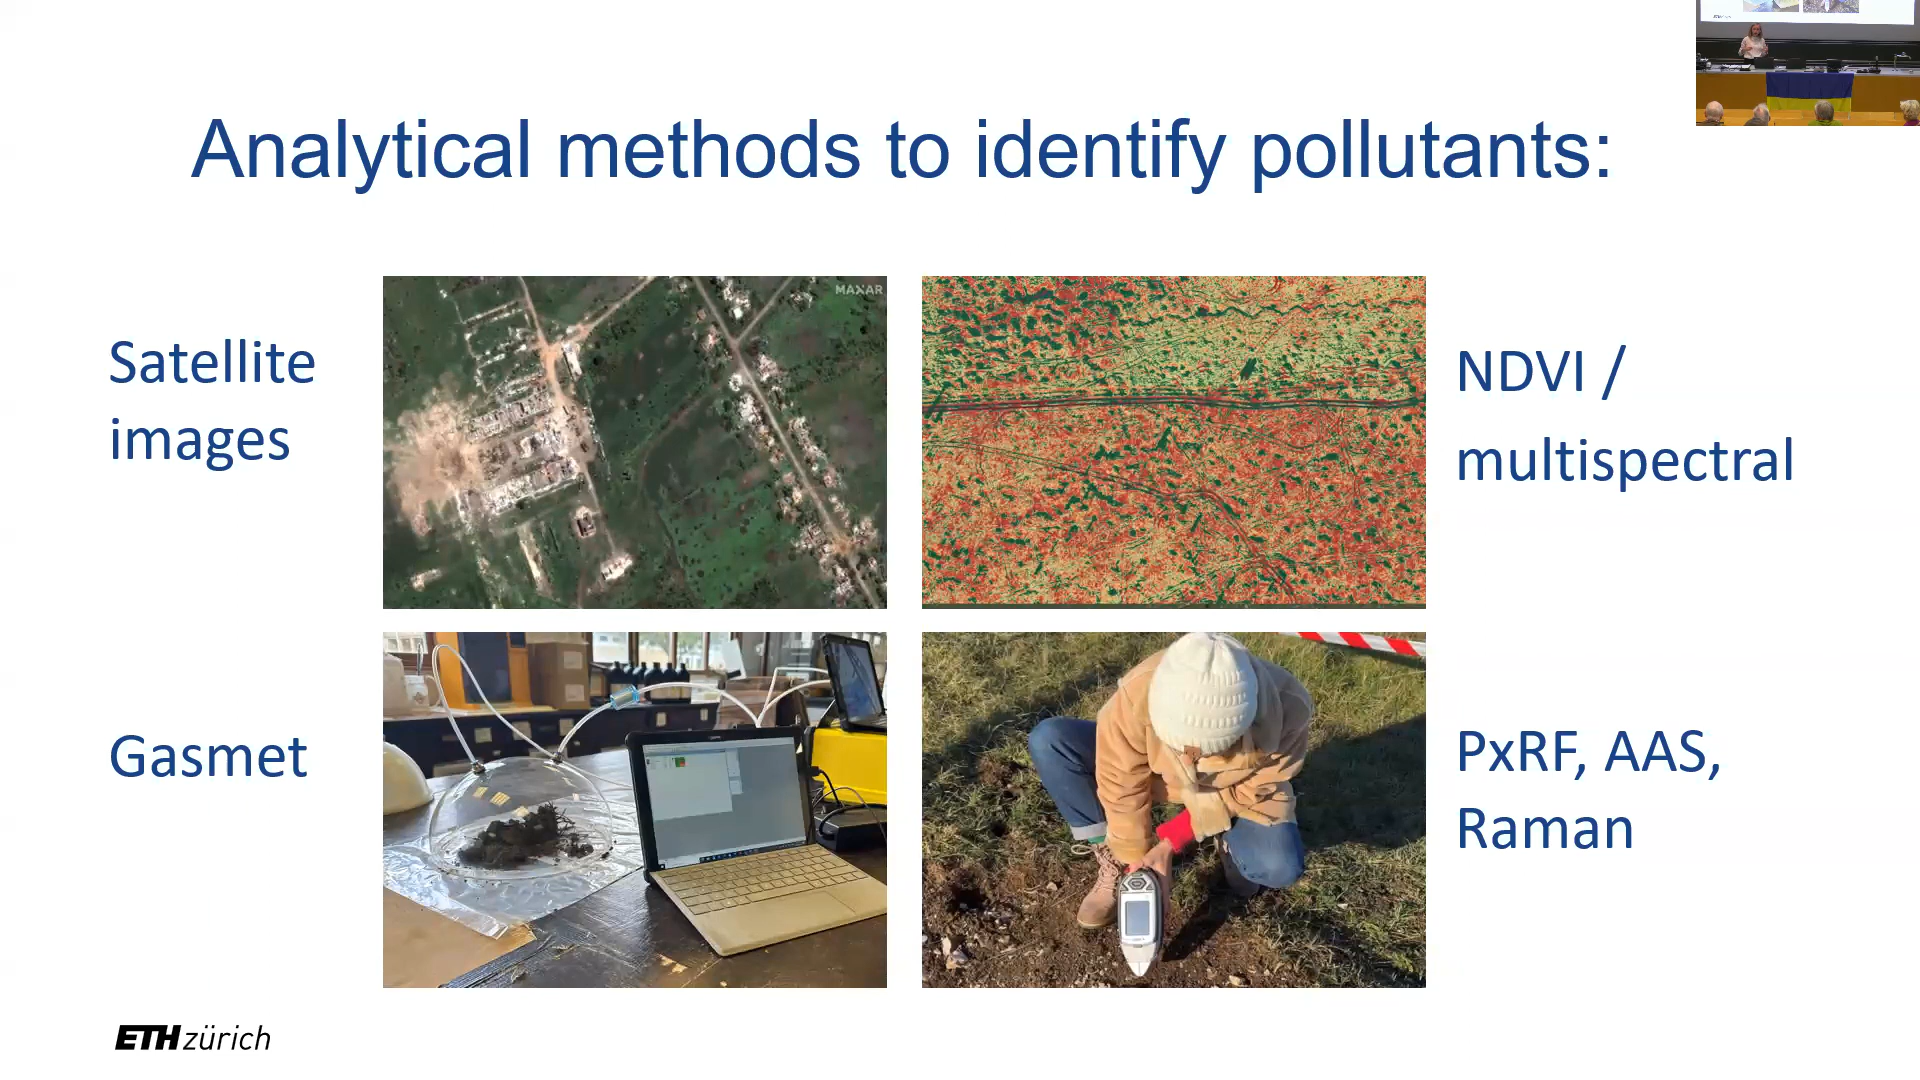 Analytical methods to identify pollutants:
Satellite
images
MAXAR
NDVI /
multispectral
Gasmet
PxRF, AAS,
Raman
ETH zürich